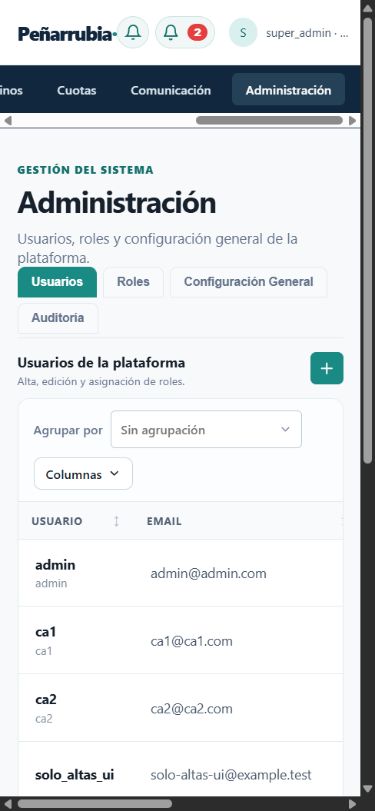 Peñarrubia
2
S
super_admin · ...
inos
Cuotas
Comunicación
Administración
GESTIÓN DEL SISTEMA
Administración
Usuarios, roles y configuración general de la
plataforma.
Usuarios
Roles
Configuración General
Auditoría
Usuarios de la plataforma
Alta, edición y asignación de roles.
+
Agrupar por
Sin agrupación
Columnas
USUARIO
EMAIL
admin
admin
admin@admin.com
ca1
ca1
ca1@ca1.com
ca2
ca2
ca2@ca2.com
solo_altas_ui
solo-altas-ui@example.test